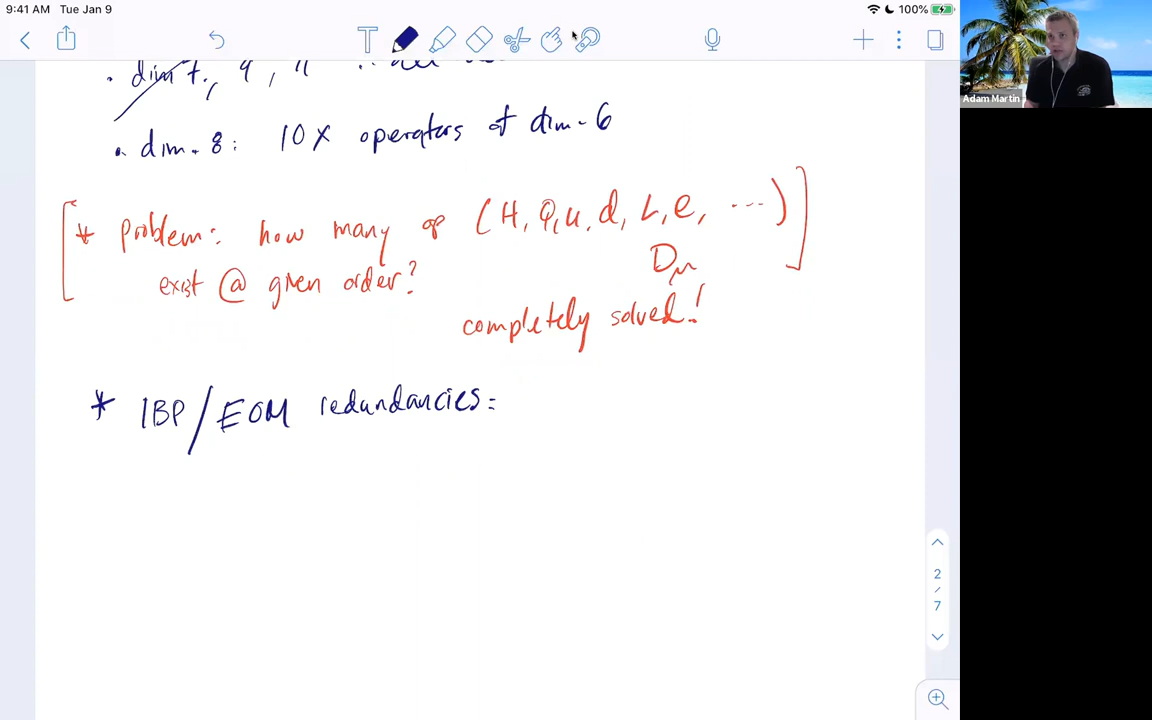 9:41 AM Tue Jan 9
100%
Adam Martin
· dim 7, 9, 11
· dim. 8: 10X operators of dim-6
[* problem: how many op (H, Q, u, d, L, e, ...)]
Dμ
exist @ given order?
completely solved!
* IBP/EOM redundancies:
2
/
7